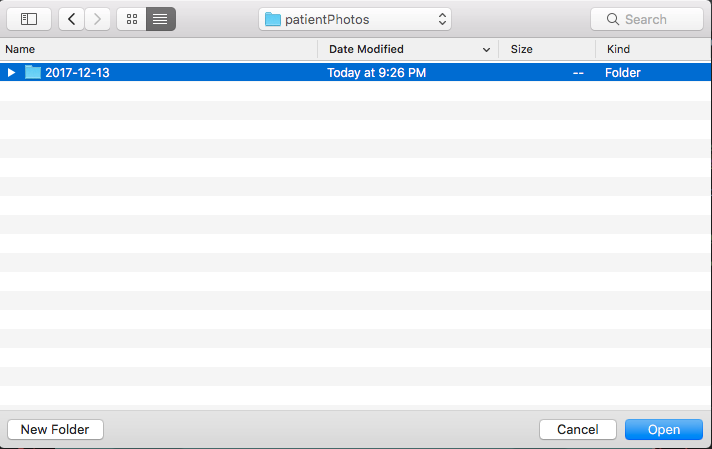 patientPhotos Search
Name Date Modified Size Kind
2017-12-13 Today at 9:26 PM -- Folder
New Folder Cancel Open